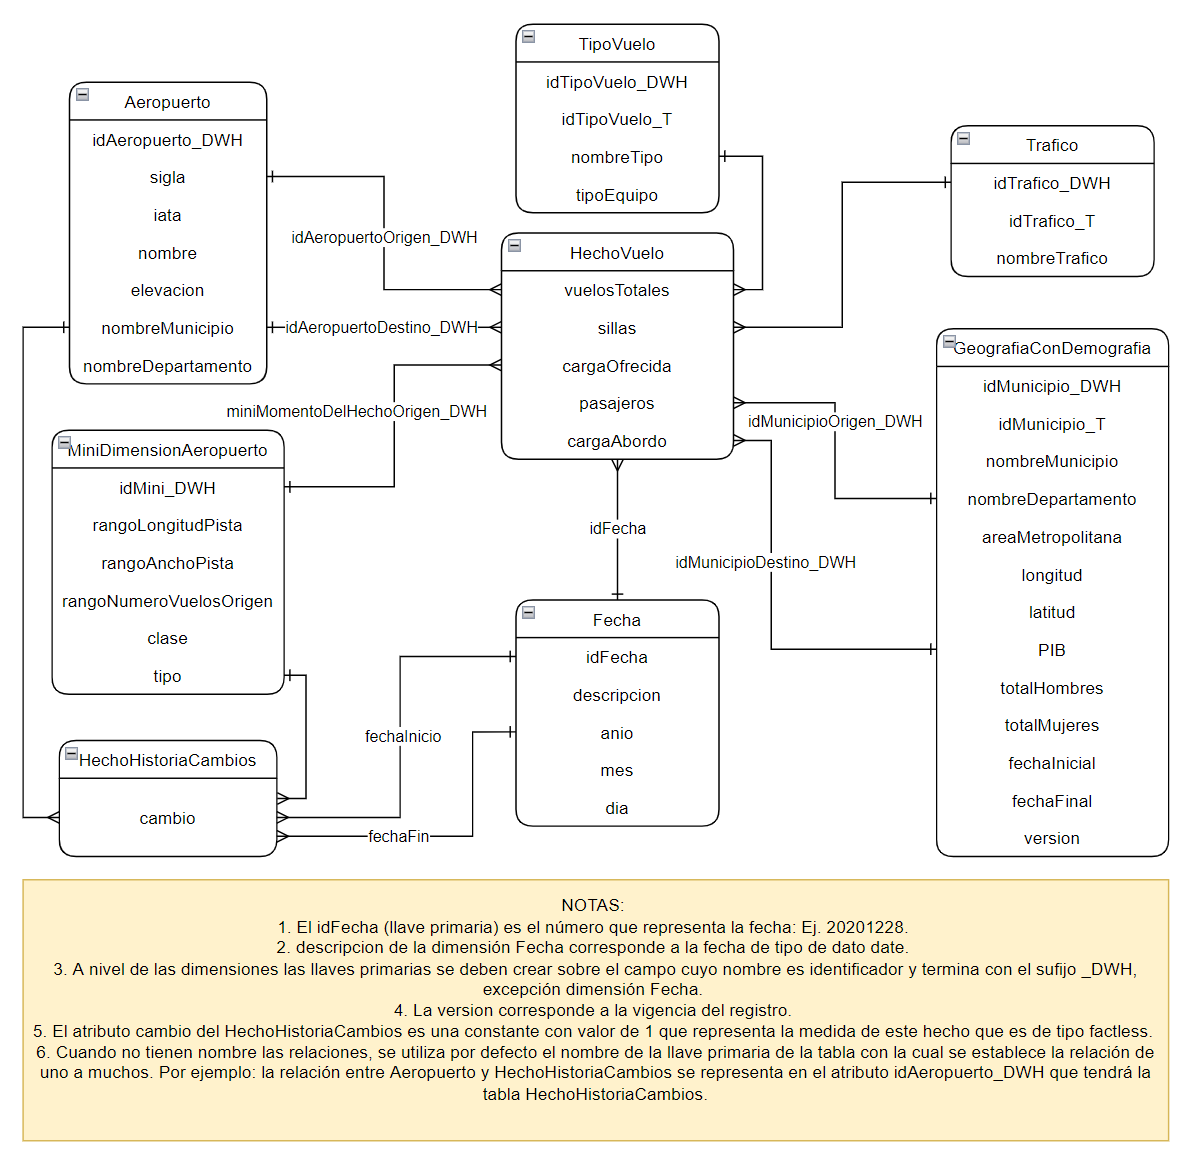 TipoVuelo
idTipoVuelo_DWH
idTipoVuelo_T
nombreTipo
tipoEquipo
Aeropuerto
idAeropuerto_DWH
sigla
iata
nombre
elevacion
nombreMunicipio
nombreDepartamento
Trafico
idTrafico_DWH
idTrafico_T
nombreTrafico
idAeropuertoOrigen_DWH
idAeropuertoDestino_DWH
miniMomentoDelHechoOrigen_DWH
HechoVuelo
vuelosTotales
sillas
cargaOfrecida
pasajeros
cargaAbordo
idMunicipioOrigen_DWH
idMunicipioDestino_DWH
idFecha
GeografiaConDemografia
idMunicipio_DWH
idMunicipio_T
nombreMunicipio
nombreDepartamento
areaMetropolitana
longitud
latitud
PIB
totalHombres
totalMujeres
fechaInicial
fechaFinal
version
MiniDimensionAeropuerto
idMini_DWH
rangoLongitudPista
rangoAnchoPista
rangoNumeroVuelosOrigen
clase
tipo
Fecha
idFecha
descripcion
anio
mes
dia
fechaInicio
fechaFin
HechoHistoriaCambios
cambio
NOTAS:
1. El idFecha (llave primaria) es el número que representa la fecha: Ej. 20201228.
2. descripcion de la dimensión Fecha corresponde a la fecha de tipo de dato date.
3. A nivel de las dimensiones las llaves primarias se deben crear sobre el campo cuyo nombre es identificador y termina con el sufijo _DWH,
excepción dimensión Fecha.
4. La version corresponde a la vigencia del registro.
5. El atributo cambio del HechoHistoriaCambios es una constante con valor de 1 que representa la medida de este hecho que es de tipo factless.
6. Cuando no tienen nombre las relaciones, se utiliza por defecto el nombre de la llave primaria de la tabla con la cual se establece la relación de
uno a muchos. Por ejemplo: la relación entre Aeropuerto y HechoHistoriaCambios se representa en el atributo idAeropuerto_DWH que tendrá la
tabla HechoHistoriaCambios.